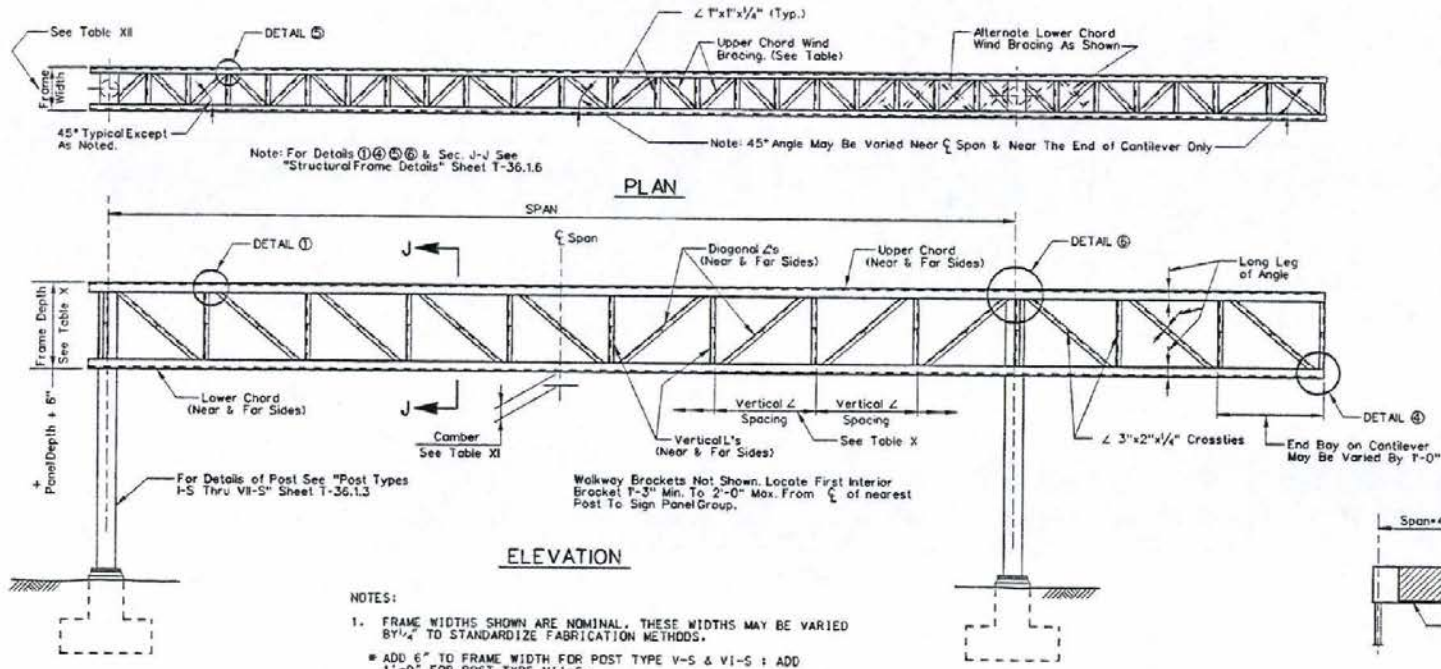 See Table XII
DETAIL ⑤
∠ 1"x1"x1/4" (Typ.)
Upper Chord Wind
Bracing. (See Table)
Alternate Lower Chord
Wind Bracing As Shown
Frame
Width
45° Typical Except
As Noted.
Note: For Details ①④⑤⑥ & Sec. J-J See
"Structural Frame Details" Sheet T-36.1.6
Note: 45° Angle May Be Varied Near ℄ Span & Near The End of Cantilever Only
PLAN
SPAN
DETAIL ①
J
℄ Span
Diagonal ∠s
(Near & Far Sides)
Upper Chord
(Near & Far Sides)
DETAIL ⑥
Long Leg
of Angle
Frame Depth
See Table X
Lower Chord
(Near & Far Sides)
J
Camber
See Table XI
Vertical L's
(Near & Far Sides)
Vertical ∠
Spacing
Vertical ∠
Spacing
See Table X
∠ 3"x2"x1/4" Crossties
DETAIL ④
End Bay on Cantilever
May Be Varied By 1'-0"
+
Panel Depth + 6"
For Details of Post See "Post Types
I-S Thru VII-S" Sheet T-36.1.3
Walkway Brackets Not Shown. Locate First Interior
Bracket 1'-3" Min. To 2'-0" Max. From ℄ of nearest
Post To Sign Panel Group.
ELEVATION
NOTES:
1. FRAME WIDTHS SHOWN ARE NOMINAL. THESE WIDTHS MAY BE VARIED
BY 1/4" TO STANDARDIZE FABRICATION METHODS.
* ADD 6" TO FRAME WIDTH FOR POST TYPE V-S & VI-S : ADD